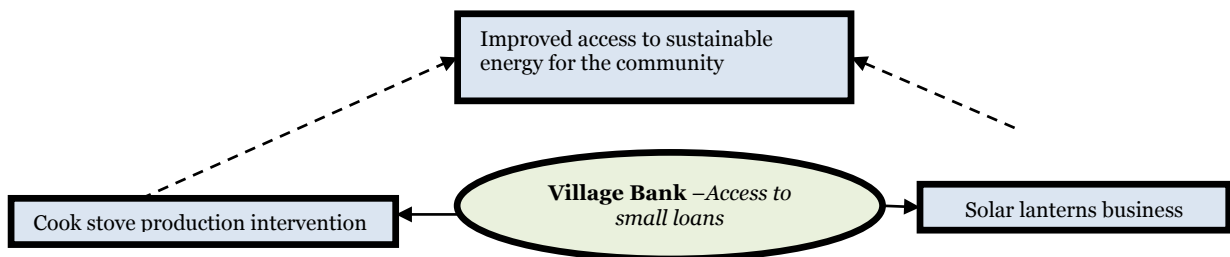 Improved access to sustainable
energy for the community
Village Bank –Access to
small loans
Cook stove production intervention
Solar lanterns business